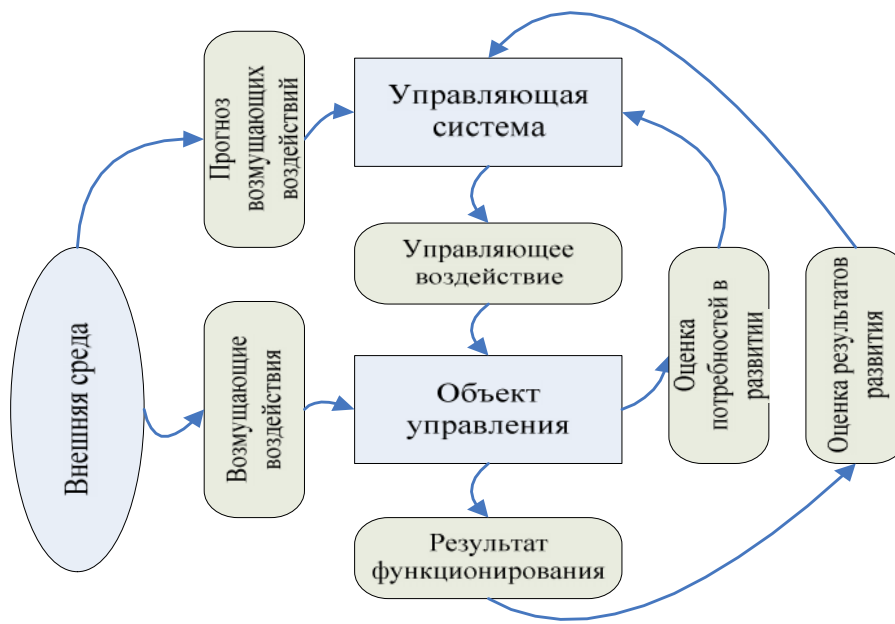 Прогноз
возмущающих
воздействий
Управляющая
система
Управляющее
воздействие
Внешняя среда
Возмущающие
воздействия
Объект
управления
Оценка
потребностей в
развитии
Оценка результатов
развития
Результат
функционирования